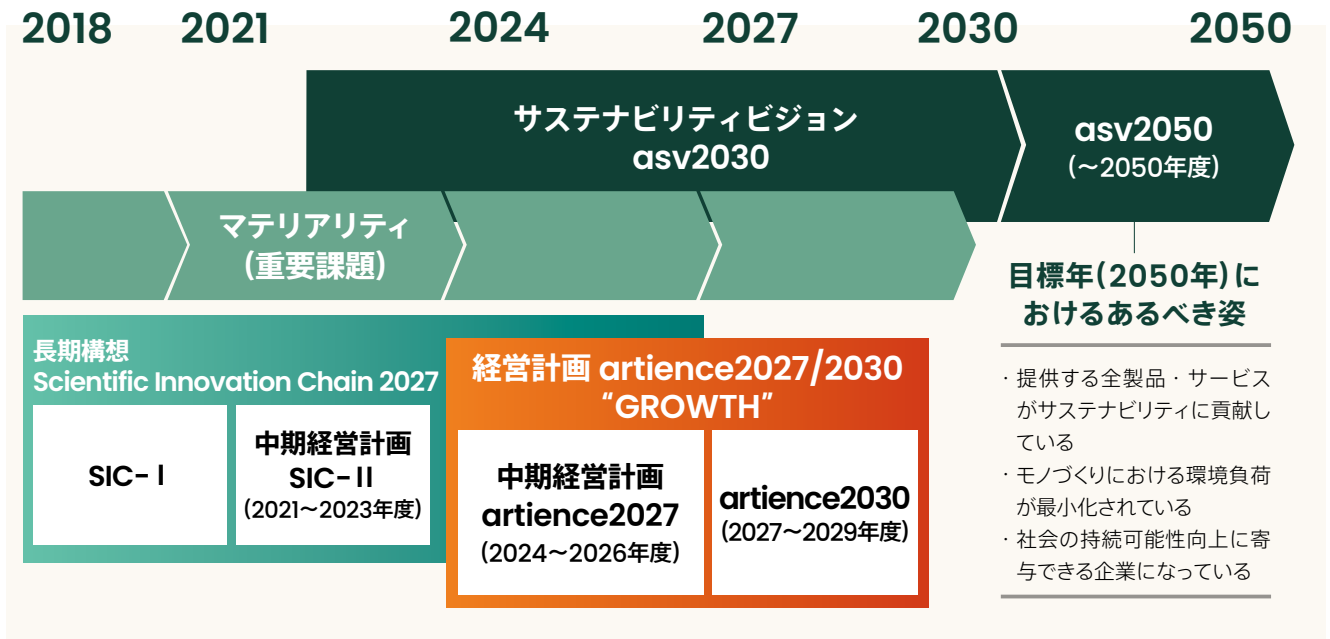 2018 2021 2024 2027 2030 2050
サステナビリティビジョン
asv2030
asv2050
(～2050年度)
マテリアリティ
(重要課題)
目標年(2050年)に
おけるあるべき姿
・提供する全製品・サービス
がサステナビリティに貢献し
ている
・モノづくりにおける環境負荷
が最小化されている
・社会の持続可能性向上に寄
与できる企業になっている
長期構想
Scientific Innovation Chain 2027
SIC-I
中期経営計画
SIC-II
(2021～2023年度)
経営計画 artience2027/2030
“GROWTH”
中期経営計画
artience2027
(2024～2026年度)
artience2030
(2027～2029年度)